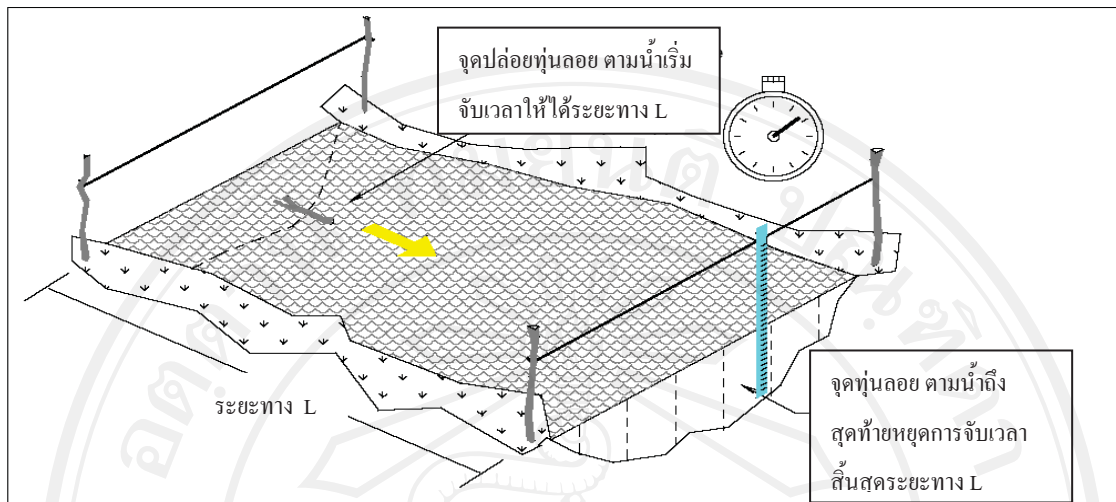 จุดปล่อยทุ่นลอย ตามน้ำเริ่ม
จับเวลาให้ได้ระยะทาง L
ระยะทาง L
จุดทุ่นลอย ตามน้ำถึง
สุดท้ายหยุดการจับเวลา
สิ้นสุดระยะทาง L